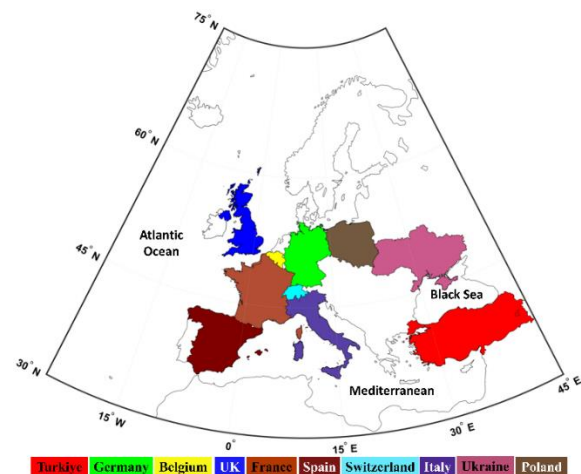 75° N
60° N
Atlantic
Ocean
45° N
Black Sea
30° N
Mediterranean
45° E
15° W
30° E
0°
15° E
Turkiye Germany Belgium UK France Spain Switzerland Italy Ukraine Poland